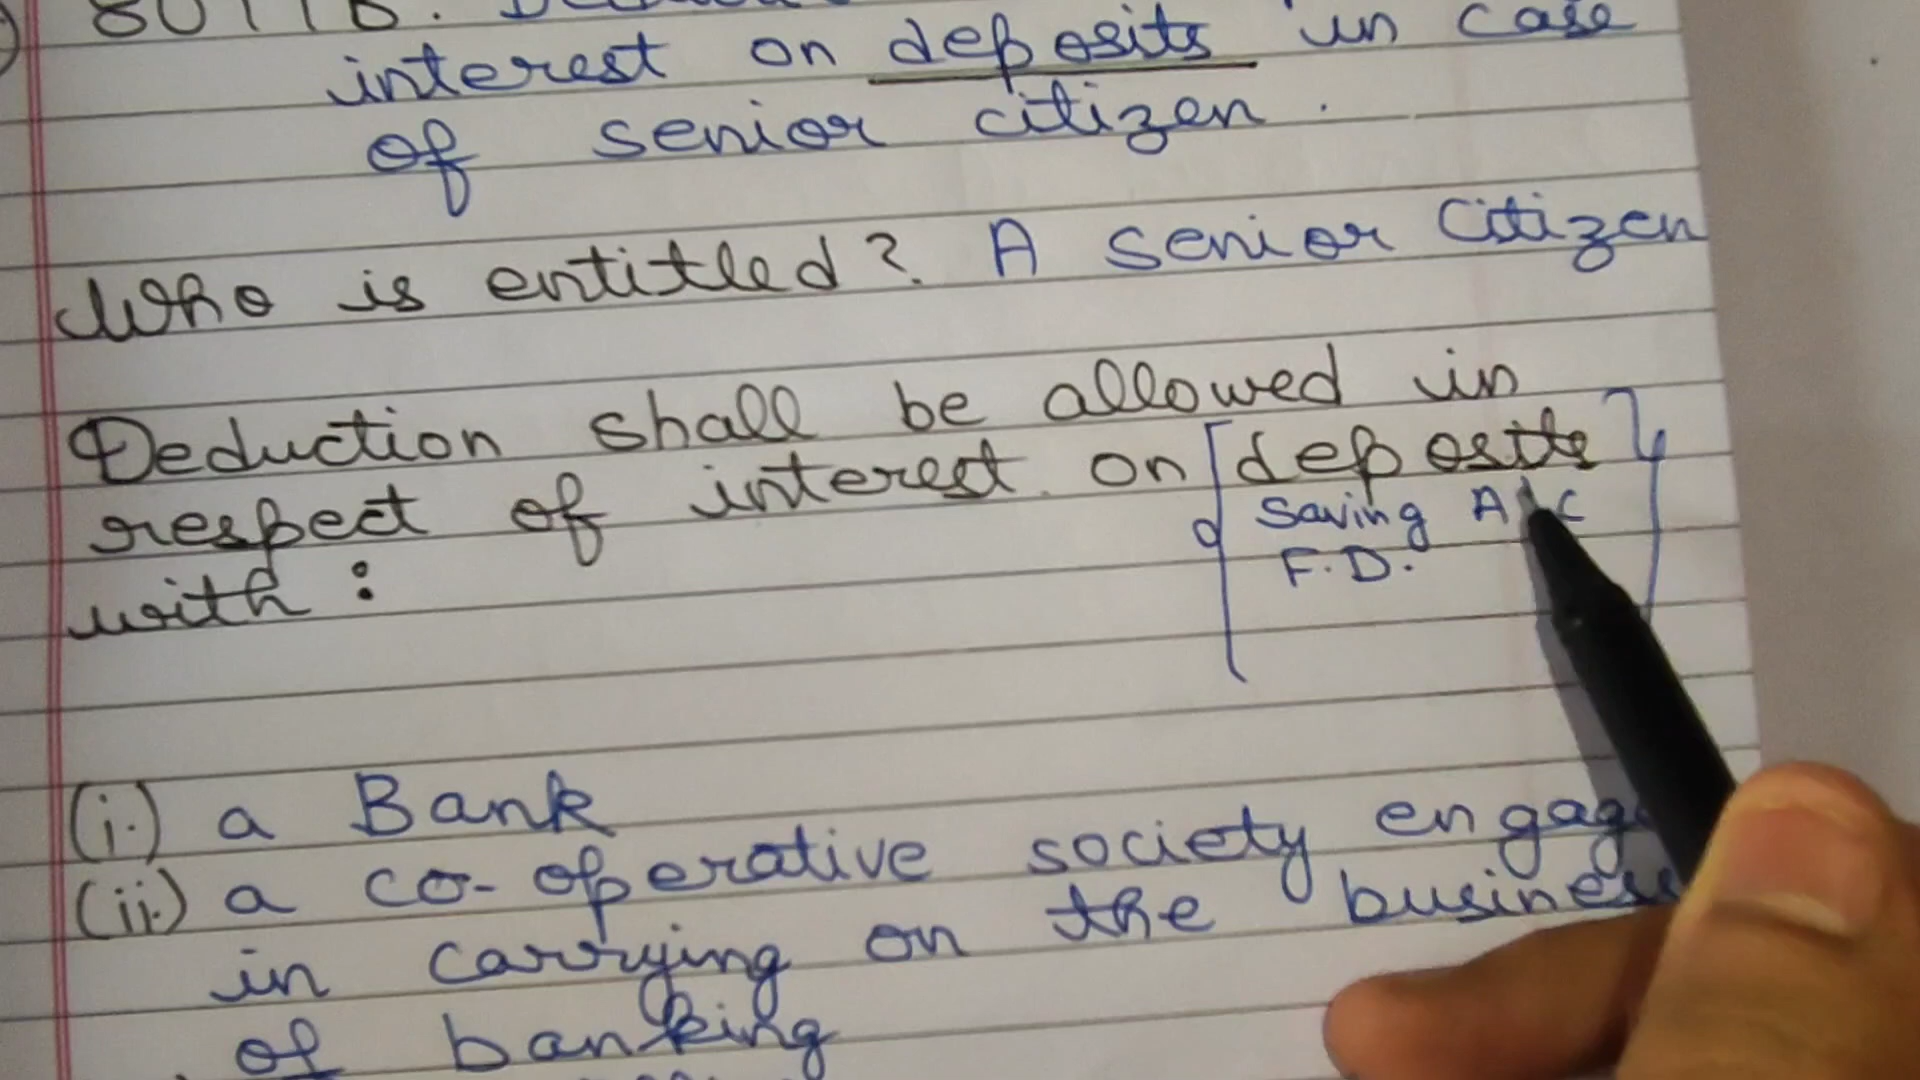 interest on deposits in case
of senior citizen.
Who is entitled? A senior Citizen
Deduction shall be allowed in
respect of interest on [deposits]
Saving A/C
F.D.
with:
(i.) a Bank
(ii.) a co-operative society
in carrying on the business
of banking